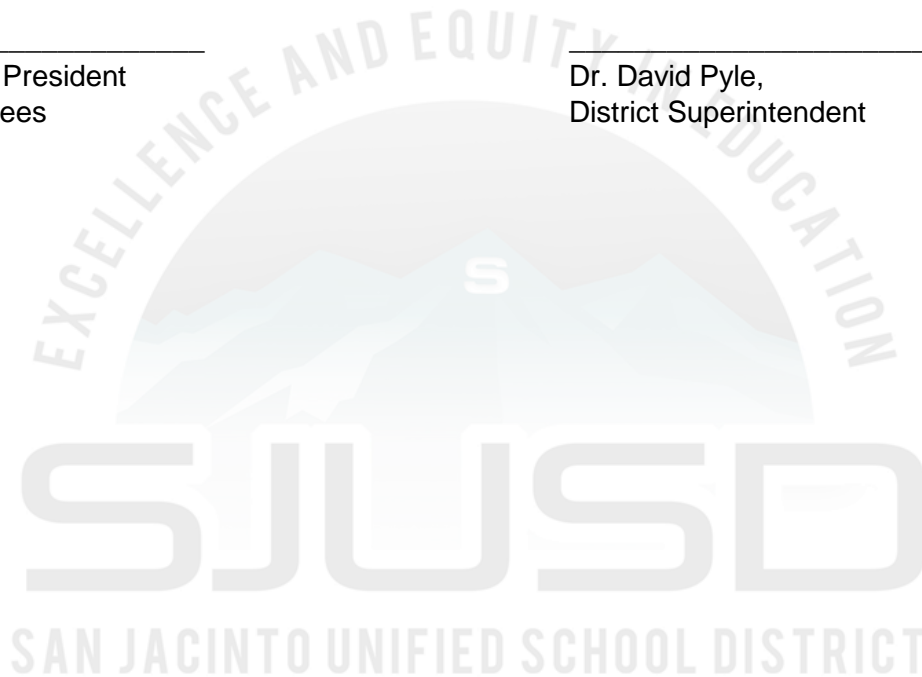 President
Dr. David Pyle,
ees
District Superintendent
EXCELLENCE AND EQUITY IN EDUCATION
S
SJUSD
SAN JACINTO UNIFIED SCHOOL DISTRICT